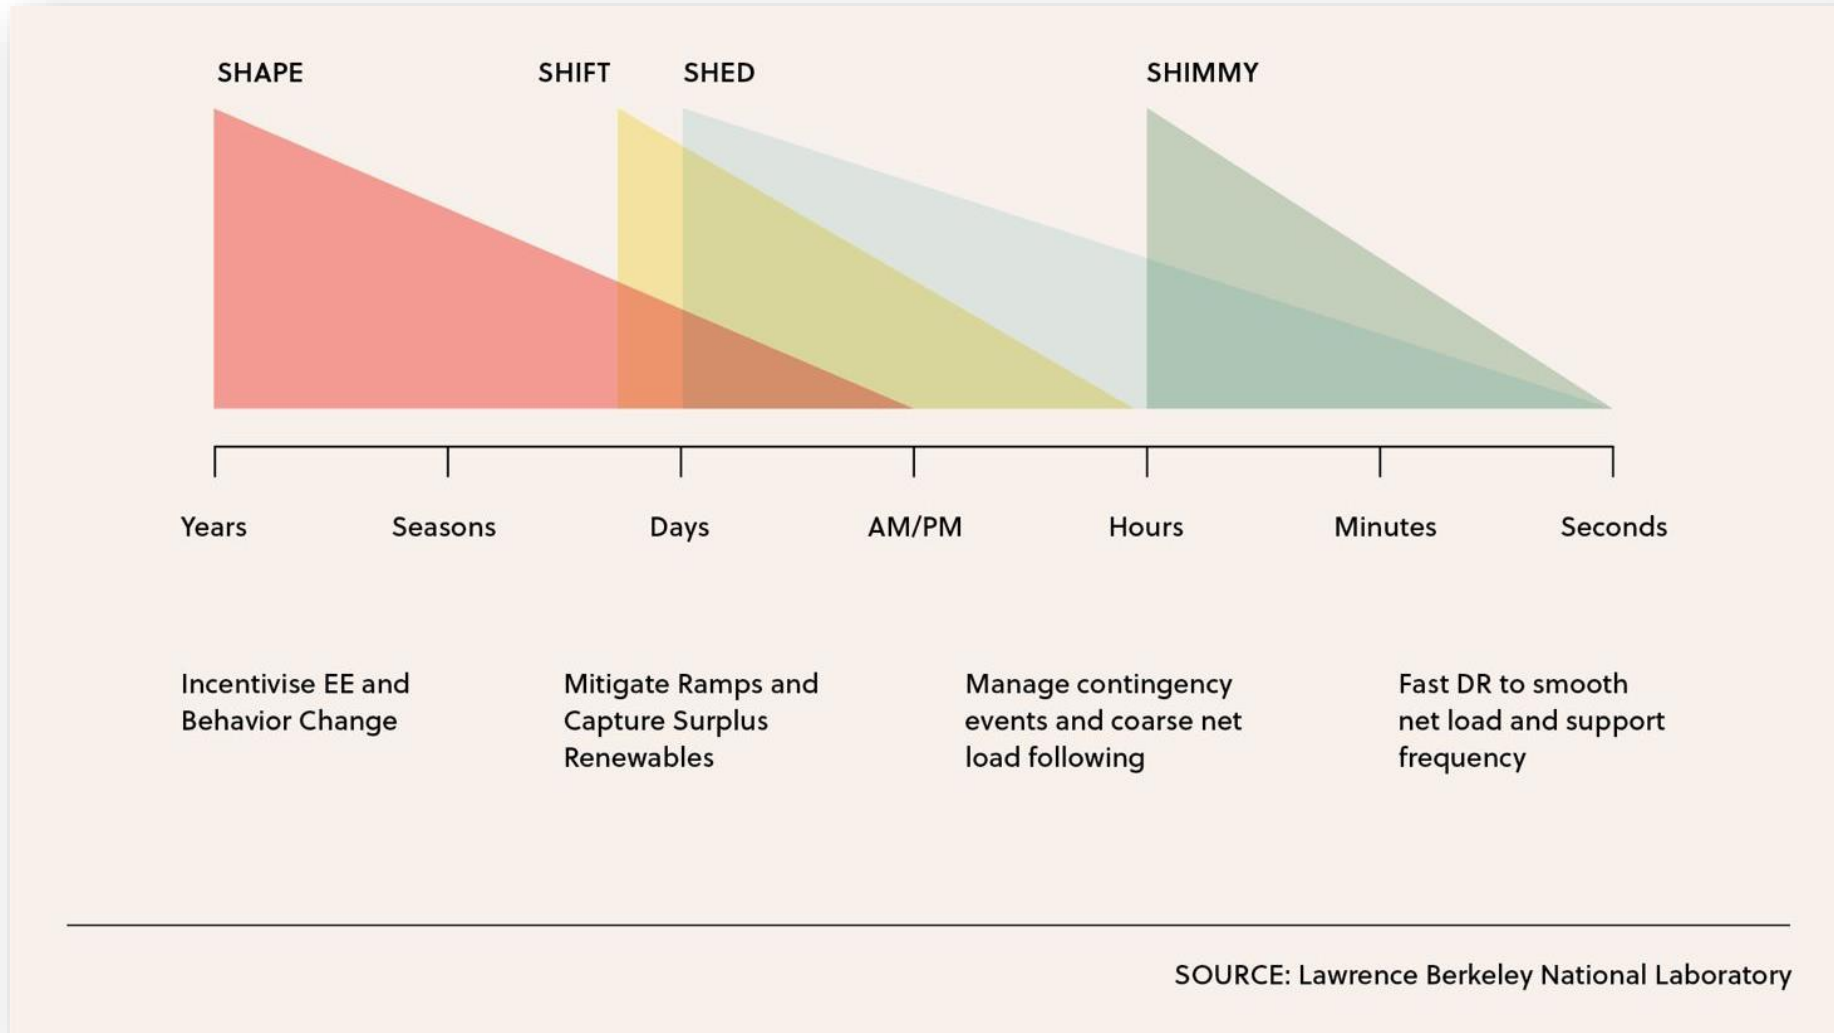 SHAPE SHIFT SHED SHIMMY
Years Seasons Days AM/PM Hours Minutes Seconds
Incentivise EE and
Behavior Change
Mitigate Ramps and
Capture Surplus
Renewables
Manage contingency
events and coarse net
load following
Fast DR to smooth
net load and support
frequency
SOURCE: Lawrence Berkeley National Laboratory